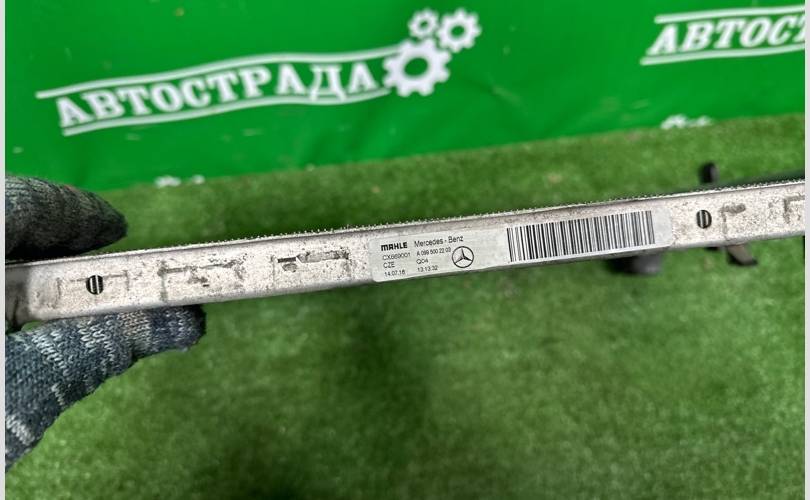 АВТОСТРАДА
АВТОСТ
MAHLE Mercedes - Benz
CX669001 A 099 500 22 03
CZE Q04
14.07.16 13:13:32